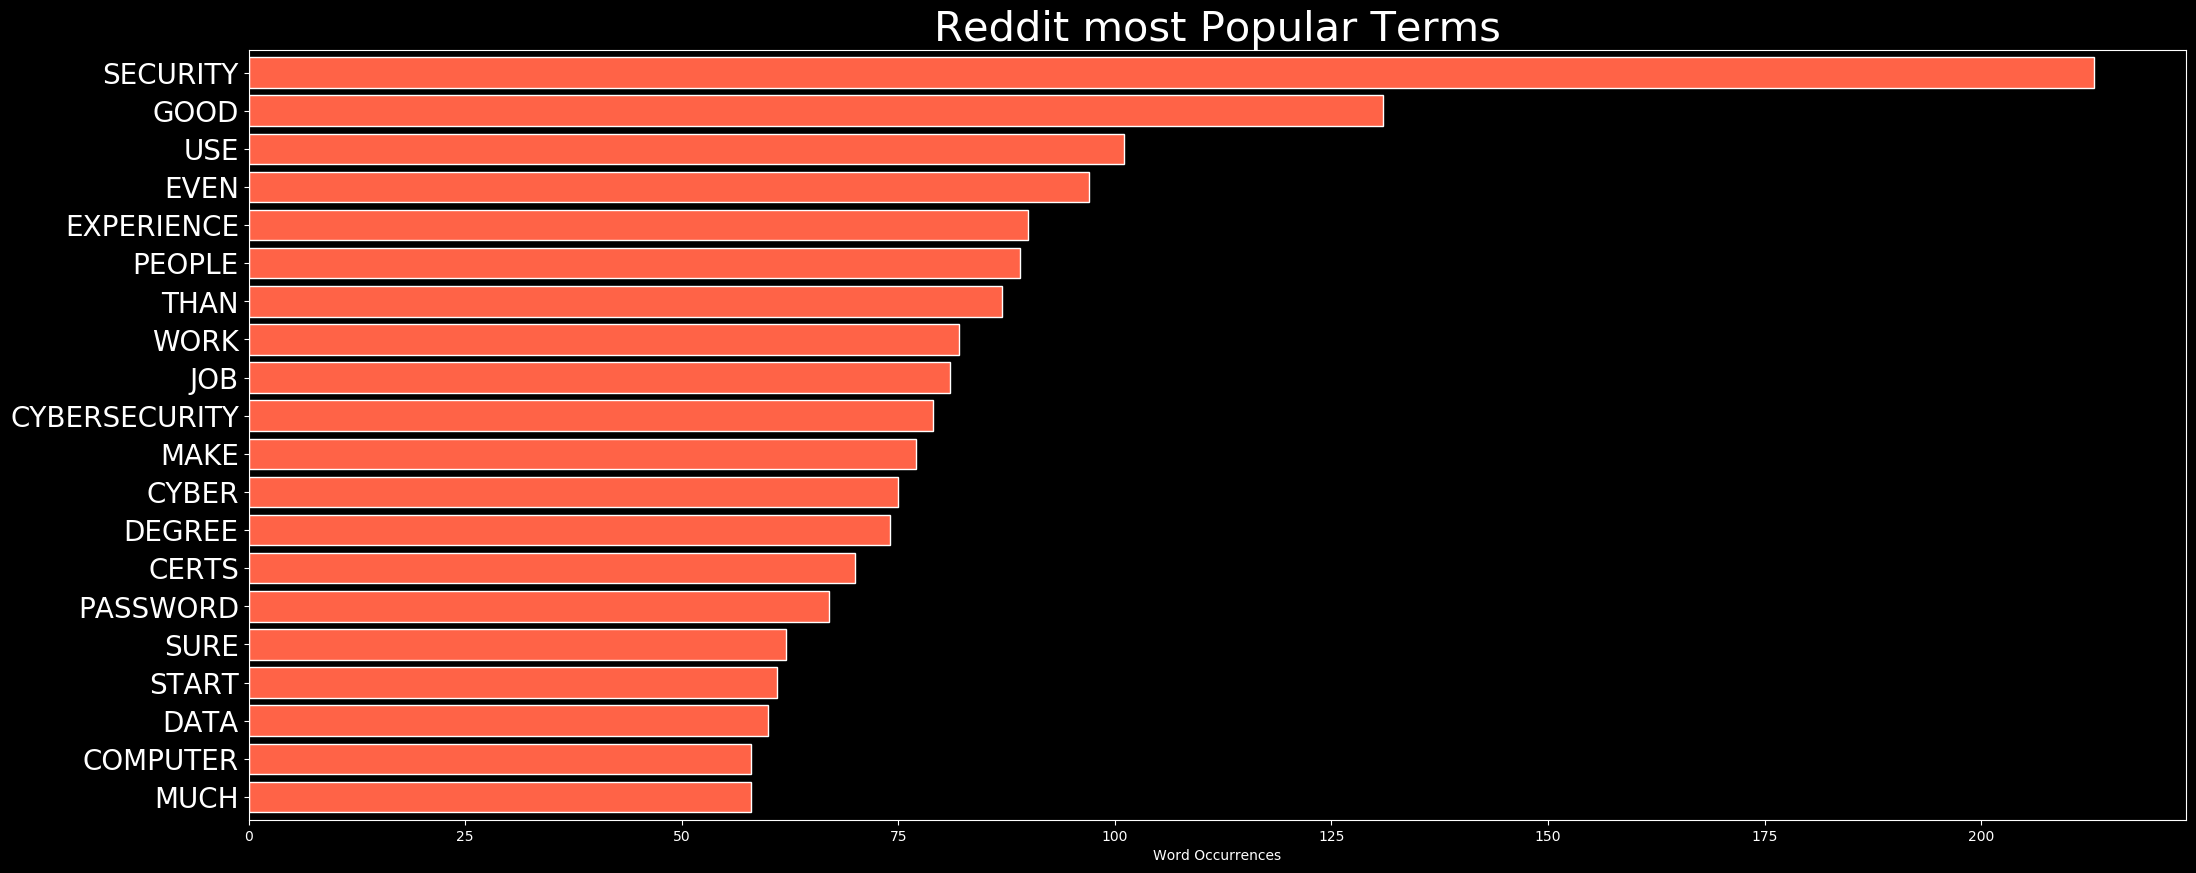 Reddit most Popular Terms
SECURITY
GOOD
USE
EVEN
EXPERIENCE
PEOPLE
THAN
WORK
JOB
CYBERSECURITY
MAKE
CYBER
DEGREE
CERTS
PASSWORD
SURE
START
DATA
COMPUTER
MUCH
0 25 50 75 100 125 150 175 200
Word Occurrences